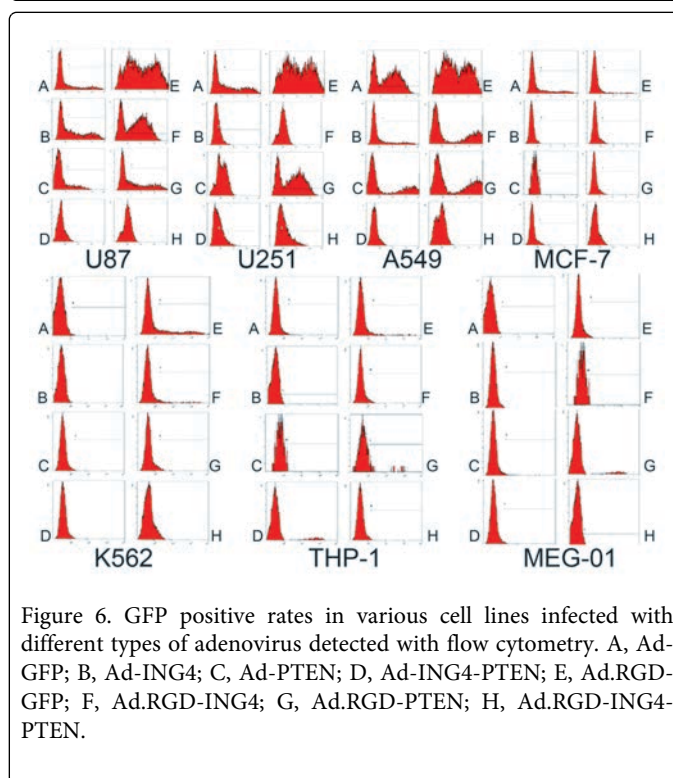 A E A E A E A E
B F B F B F B F
C G C G C G C G
D H D H D H D H
U87 U251 A549 MCF-7
A E A E A E
B F B F B F
C G C G C G
D H D H D H
K562 THP-1 MEG-01
Figure 6. GFP positive rates in various cell lines infected with
different types of adenovirus detected with flow cytometry. A, Ad-
GFP; B, Ad-ING4; C, Ad-PTEN; D, Ad-ING4-PTEN; E, Ad.RGD-
GFP; F, Ad.RGD-ING4; G, Ad.RGD-PTEN; H, Ad.RGD-ING4-
PTEN.